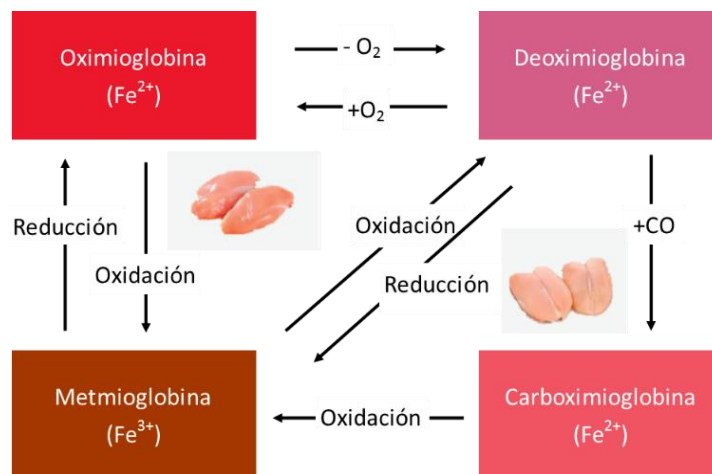 Oximioglobina
(Fe²⁺)
- O₂
+O₂
Deoximioglobina
(Fe²⁺)
Reducción
Oxidación
Oxidación
Reducción
+CO
Metmioglobina
(Fe³⁺)
Oxidación
Carboximioglobina
(Fe²⁺)